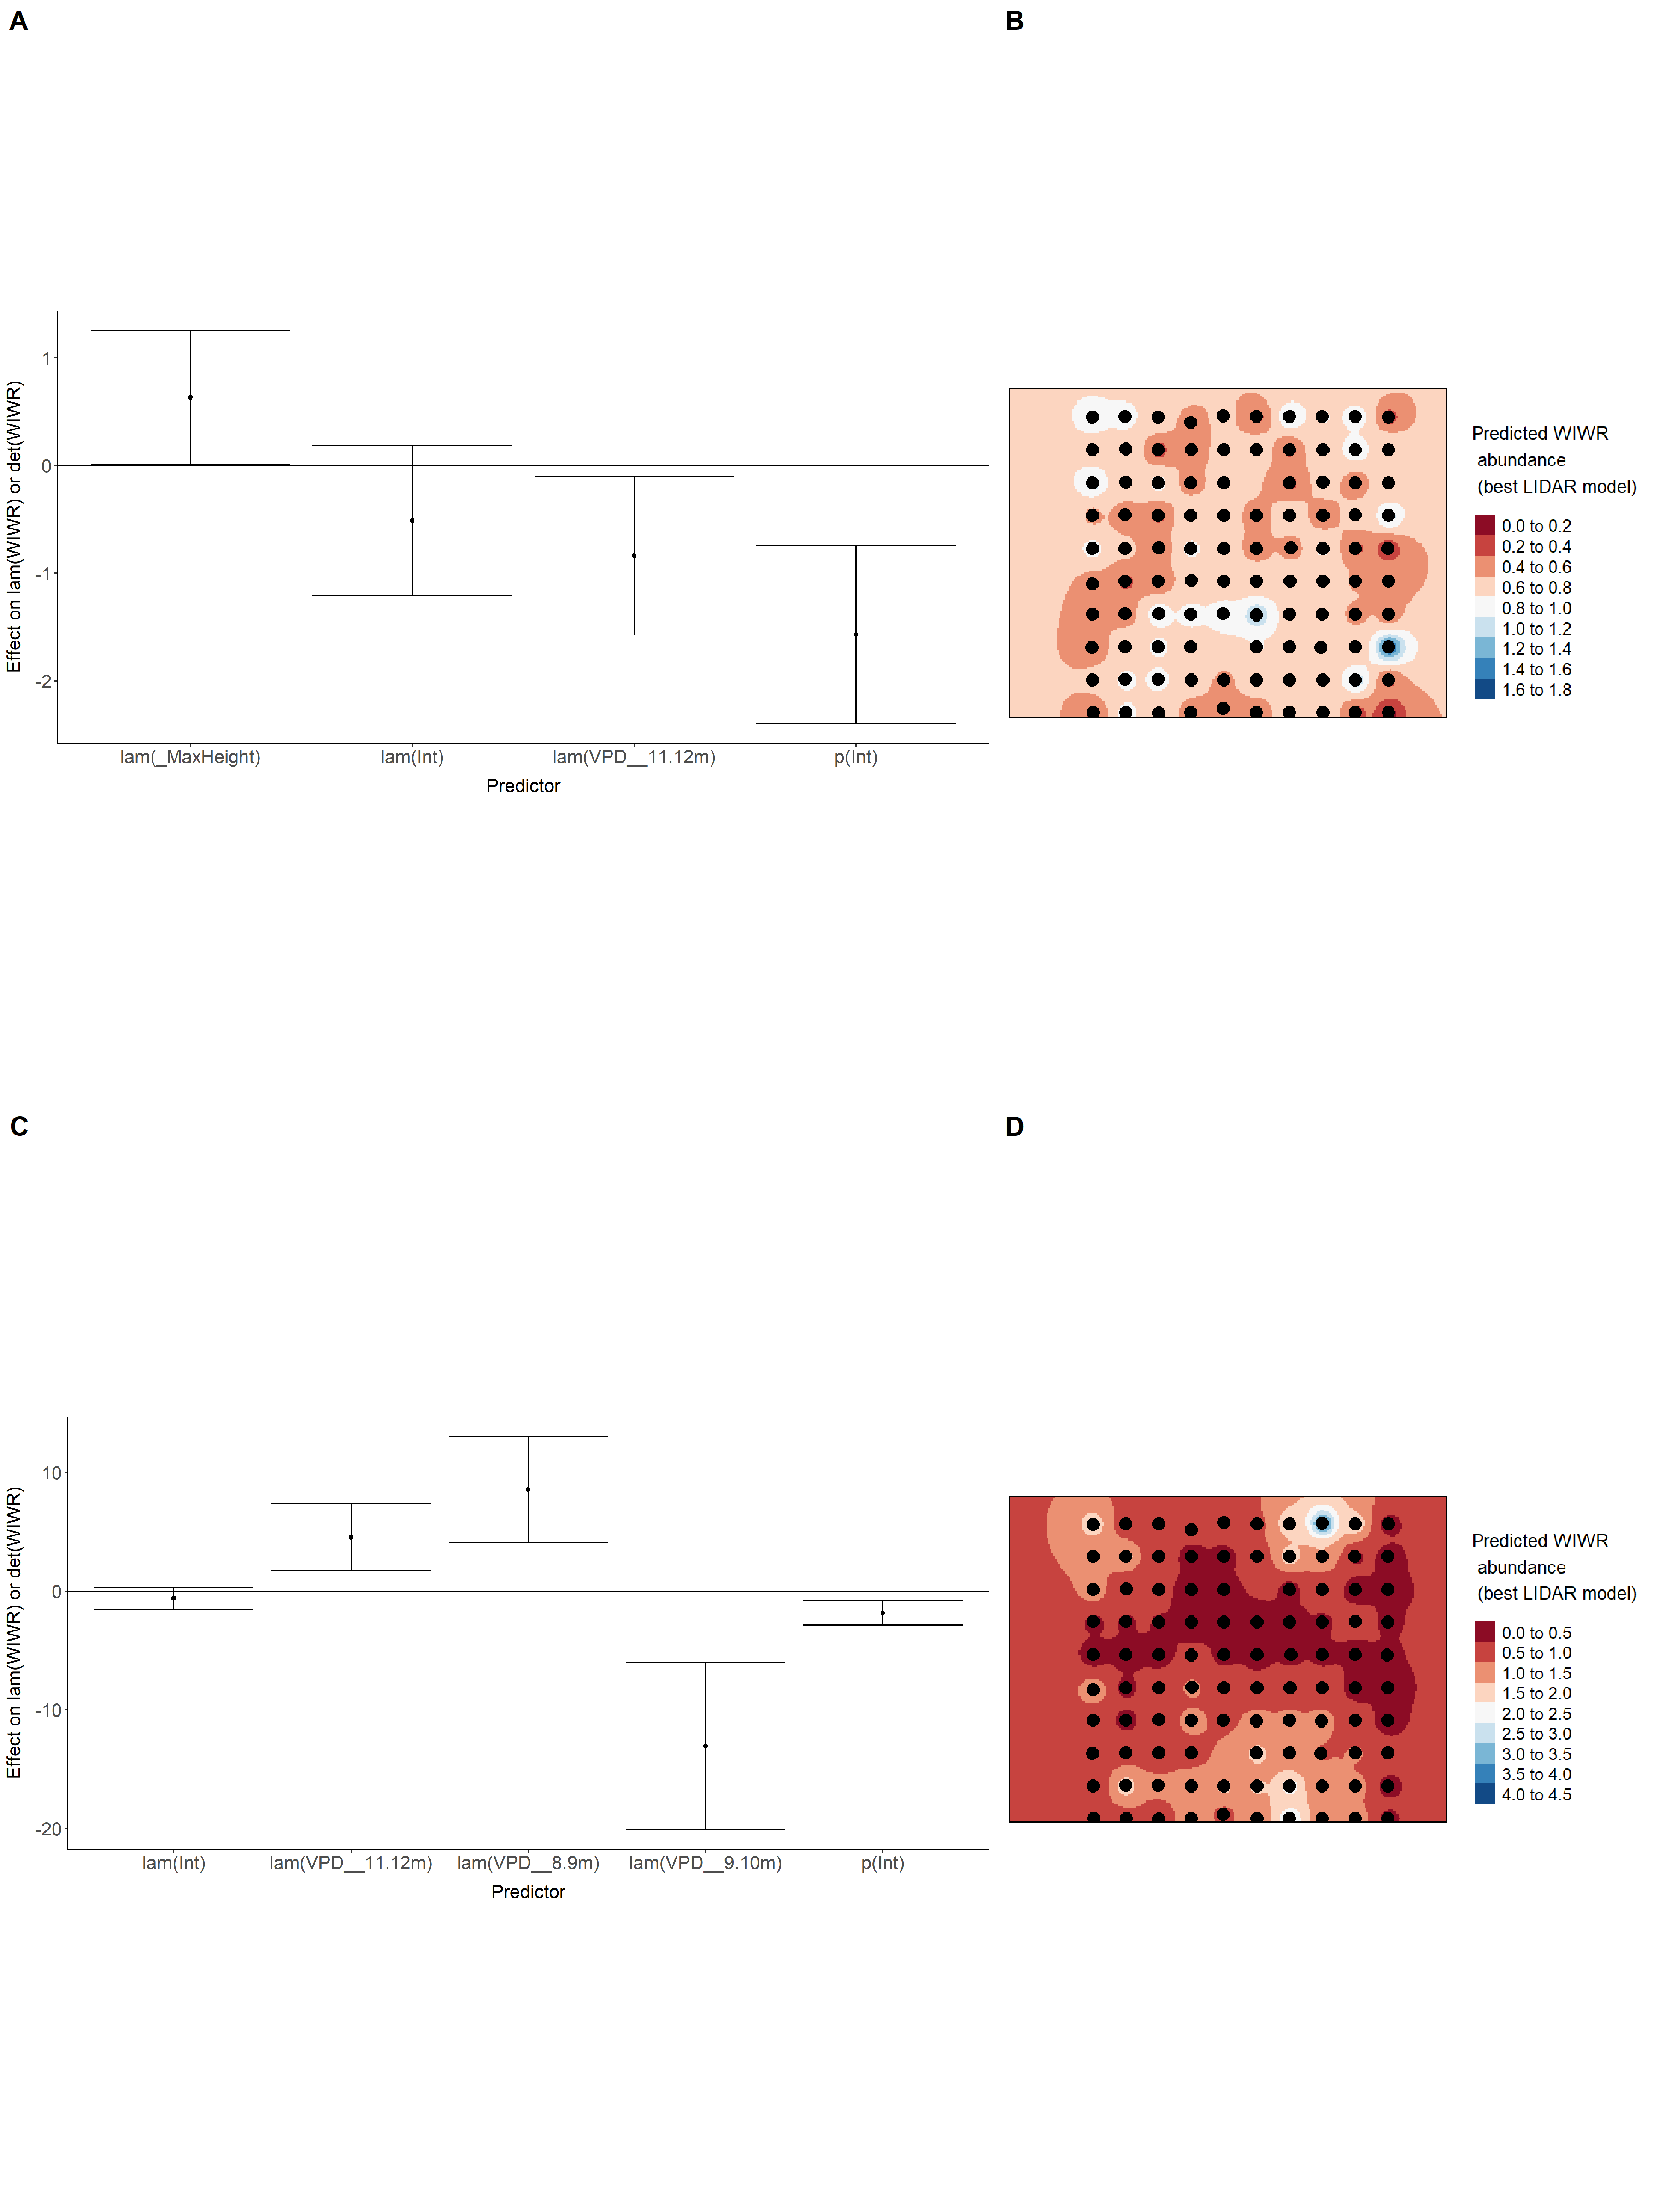 A
B
Effect on lam(WIWR) or det(WIWR)
1
0
-1
-2
lam(_MaxHeight)
lam(Int)
lam(VPD__11.12m)
p(Int)
Predictor
Predicted WIWR
abundance
(best LIDAR model)
0.0 to 0.2
0.2 to 0.4
0.4 to 0.6
0.6 to 0.8
0.8 to 1.0
1.0 to 1.2
1.2 to 1.4
1.4 to 1.6
1.6 to 1.8
C
D
Effect on lam(WIWR) or det(WIWR)
10
0
-10
-20
lam(Int)
lam(VPD__11.12m)
lam(VPD__8.9m)
lam(VPD__9.10m)
p(Int)
Predictor
Predicted WIWR
abundance
(best LIDAR model)
0.0 to 0.5
0.5 to 1.0
1.0 to 1.5
1.5 to 2.0
2.0 to 2.5
2.5 to 3.0
3.0 to 3.5
3.5 to 4.0
4.0 to 4.5